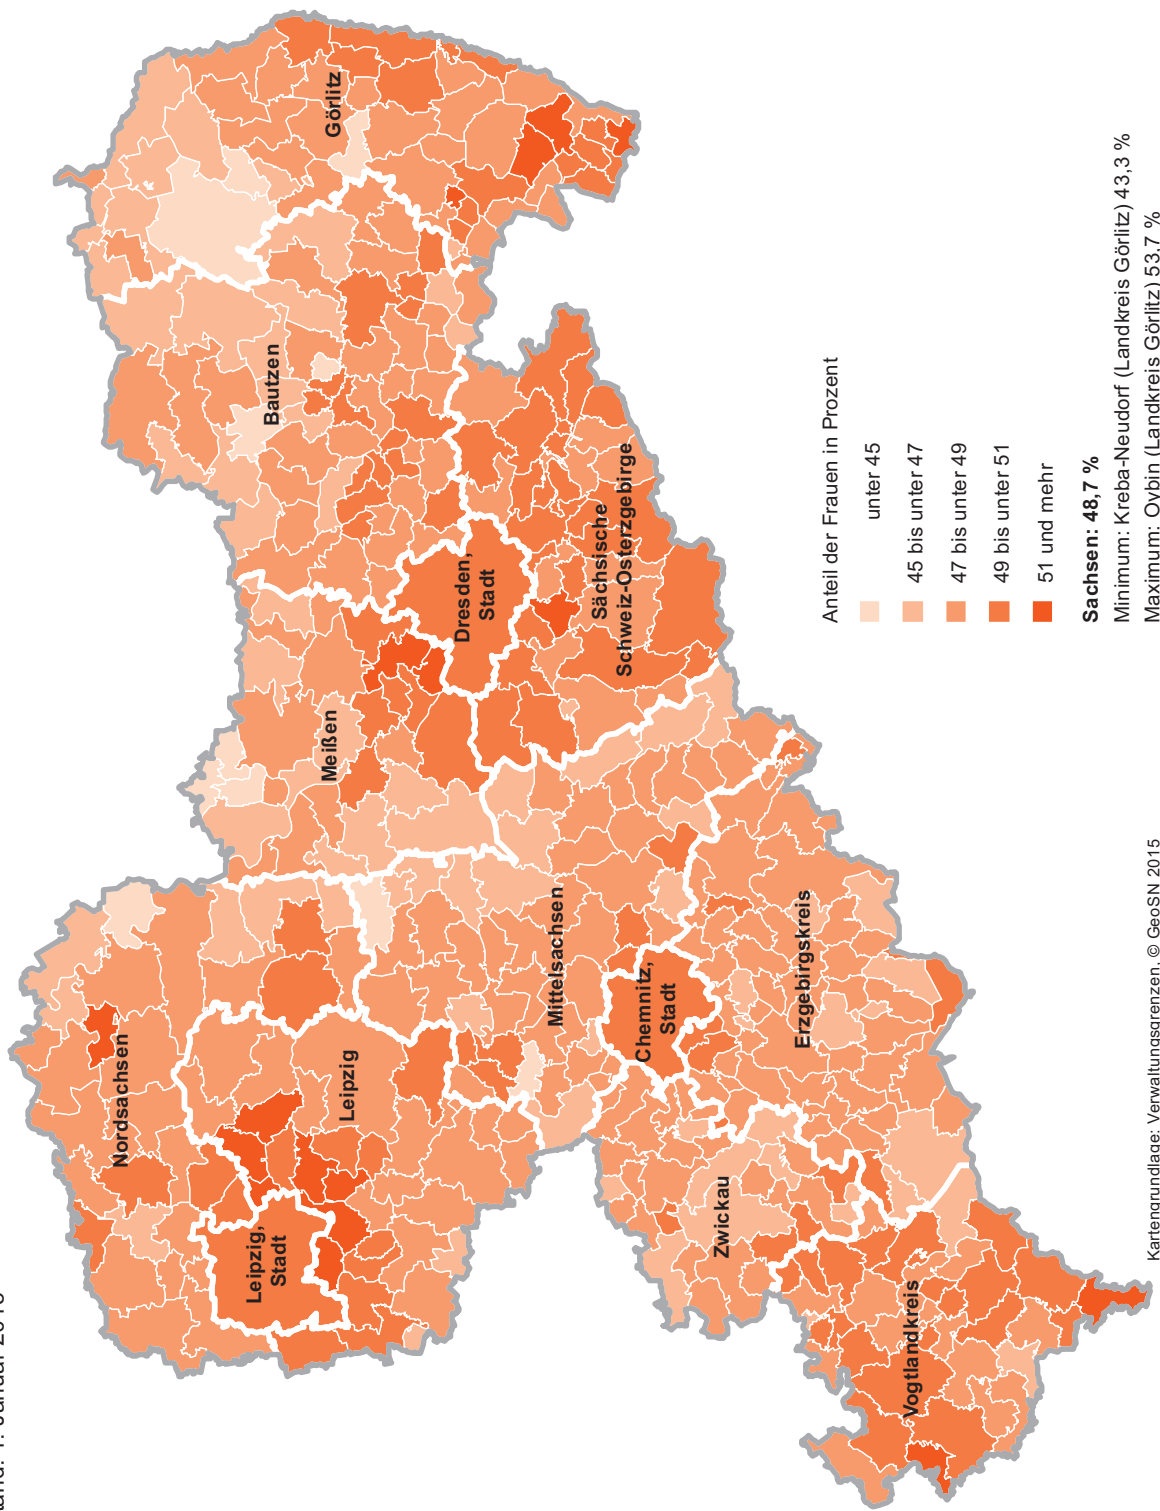 Görlitz
Bautzen
Sächsische
Schweiz-Osterzgebirge
Dresden,
Stadt
Meißen
Mittelsachsen
Chemnitz,
Stadt
Erzgebirgskreis
Nordsachsen
Leipzig
Leipzig,
Stadt
Zwickau
Vogtlandkreis
Anteil der Frauen in Prozent
unter 45
45 bis unter 47
47 bis unter 49
49 bis unter 51
51 und mehr
Sachsen: 48,7 %
Minimum: Kreba-Neudorf (Landkreis Görlitz) 43,3 %
Maximum: Oybin (Landkreis Görlitz) 53,7 %
Kartengrundlage: Verwaltungsgrenzen, © GeoSN 2015